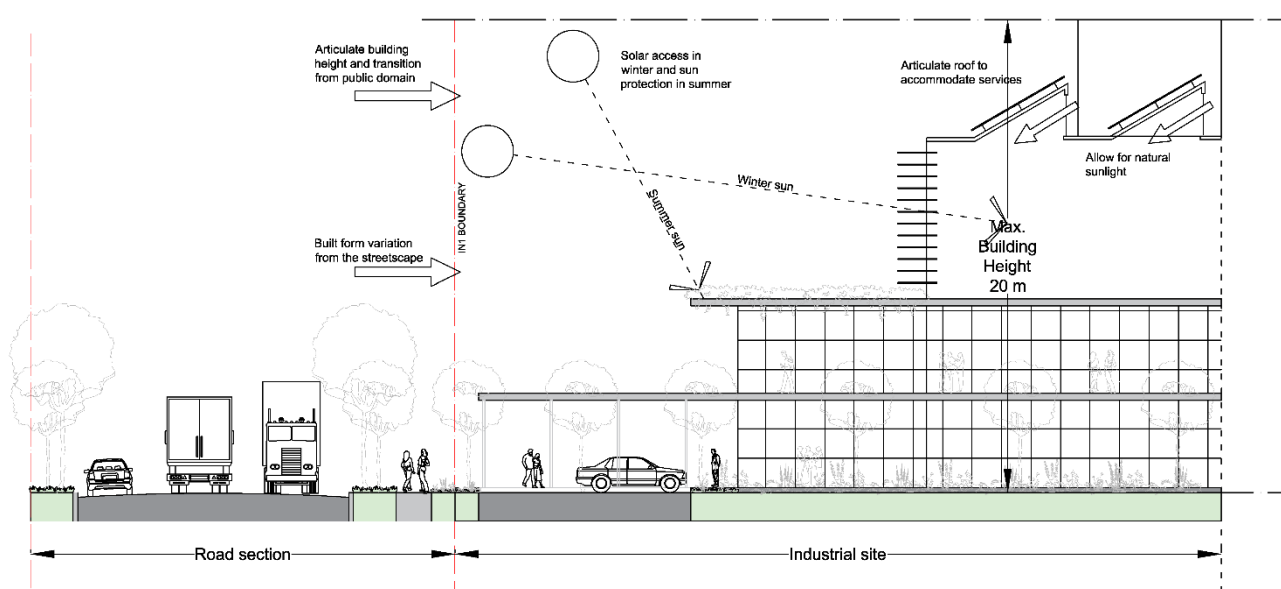 Articulate building
height and transition
from public domain
Solar access in
winter and sun
protection in summer
Articulate roof to
accommodate services
Allow for natural
sunlight
Winter sun
Summer sun
IN1 BOUNDARY
Built form variation
from the streetscape
Max.
Building
Height
20 m
Road section
Industrial site